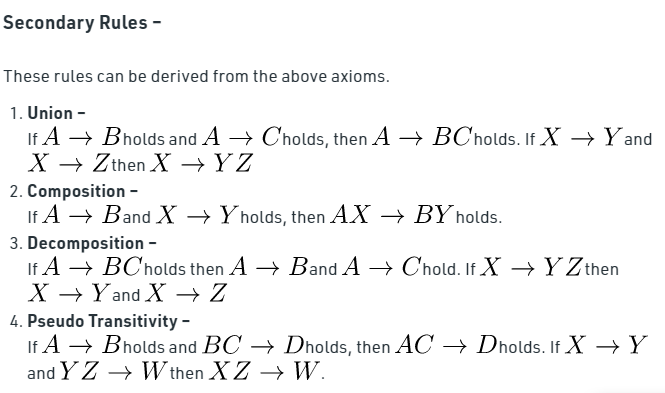 Secondary Rules –
These rules can be derived from the above axioms.
1. Union –
If A → B holds and A → C holds, then A → BC holds. If X → Y and
X → Z then X → YZ
2. Composition –
If A → B and X → Y holds, then AX → BY holds.
3. Decomposition –
If A → BC holds then A → B and A → C hold. If X → YZ then
X → Y and X → Z
4. Pseudo Transitivity –
If A → B holds and BC → D holds, then AC → D holds. If X → Y
and YZ → W then XZ → W.